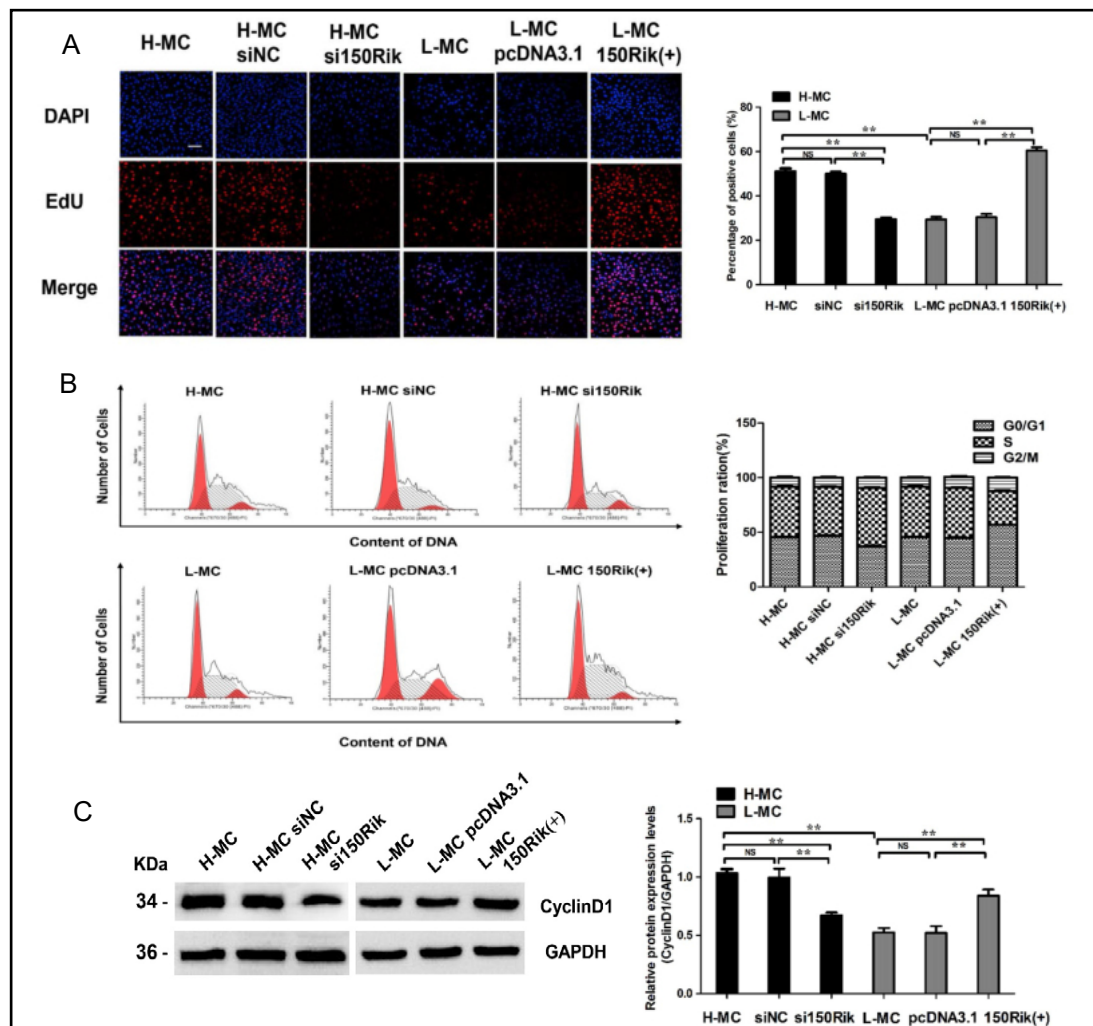 A
H-MC
H-MC siNC
H-MC si150Rik
L-MC
L-MC pcDNA3.1
L-MC 150Rik(+)
DAPI
EdU
Merge
H-MC
L-MC
Percentage of positive cells (%)
80
60
40
20
0
**
**
**
NS
**
NS
**
H-MC siNC si150Rik L-MC pcDNA3.1 150Rik(+)
B
Number of Cells
H-MC
H-MC siNC
H-MC si150Rik
Content of DNA
Number of Cells
L-MC
L-MC pcDNA3.1
L-MC 150Rik(+)
Content of DNA
G0/G1
S
G2/M
Proliferation ration(%)
150
100
50
0
H-MC
H-MC siNC
H-MC si150Rik
L-MC
L-MC pcDNA3.1
L-MC 150Rik(+)
C
KDa
H-MC
H-MC siNC
H-MC si150Rik
L-MC
L-MC pcDNA3.1
L-MC 150Rik(+)
34 -
CyclinD1
36 -
GAPDH
H-MC
L-MC
Relative protein expression levels
(CyclinD1/GAPDH)
1.5
1.0
0.5
0.0
**
**
**
NS
**
NS
**
H-MC siNC si150Rik L-MC pcDNA3.1 150Rik(+)